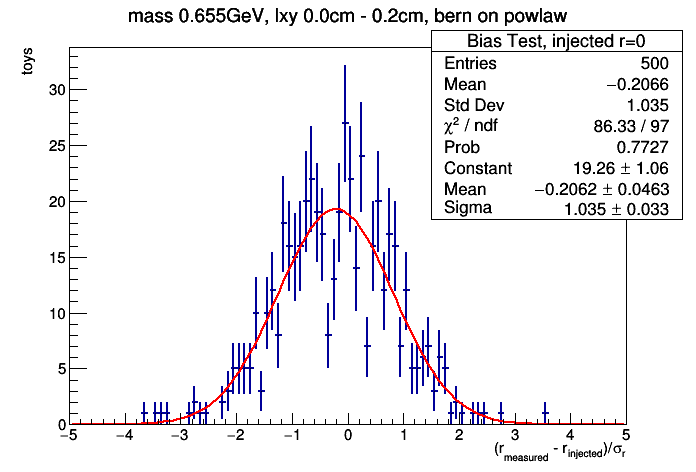 mass 0.655GeV, lxy 0.0cm - 0.2cm, bern on powlaw
Bias Test, injected r=0
Entries 500
Mean −0.2066
Std Dev 1.035
χ² / ndf 86.33 / 97
Prob 0.7727
Constant 19.26 ± 1.06
Mean −0.2062 ± 0.0463
Sigma 1.035 ± 0.033
toys
30
25
20
15
10
5
0
−5 −4 −3 −2 −1 0 1 2 3 4 5
(r_measured - r_injected)/σ_r